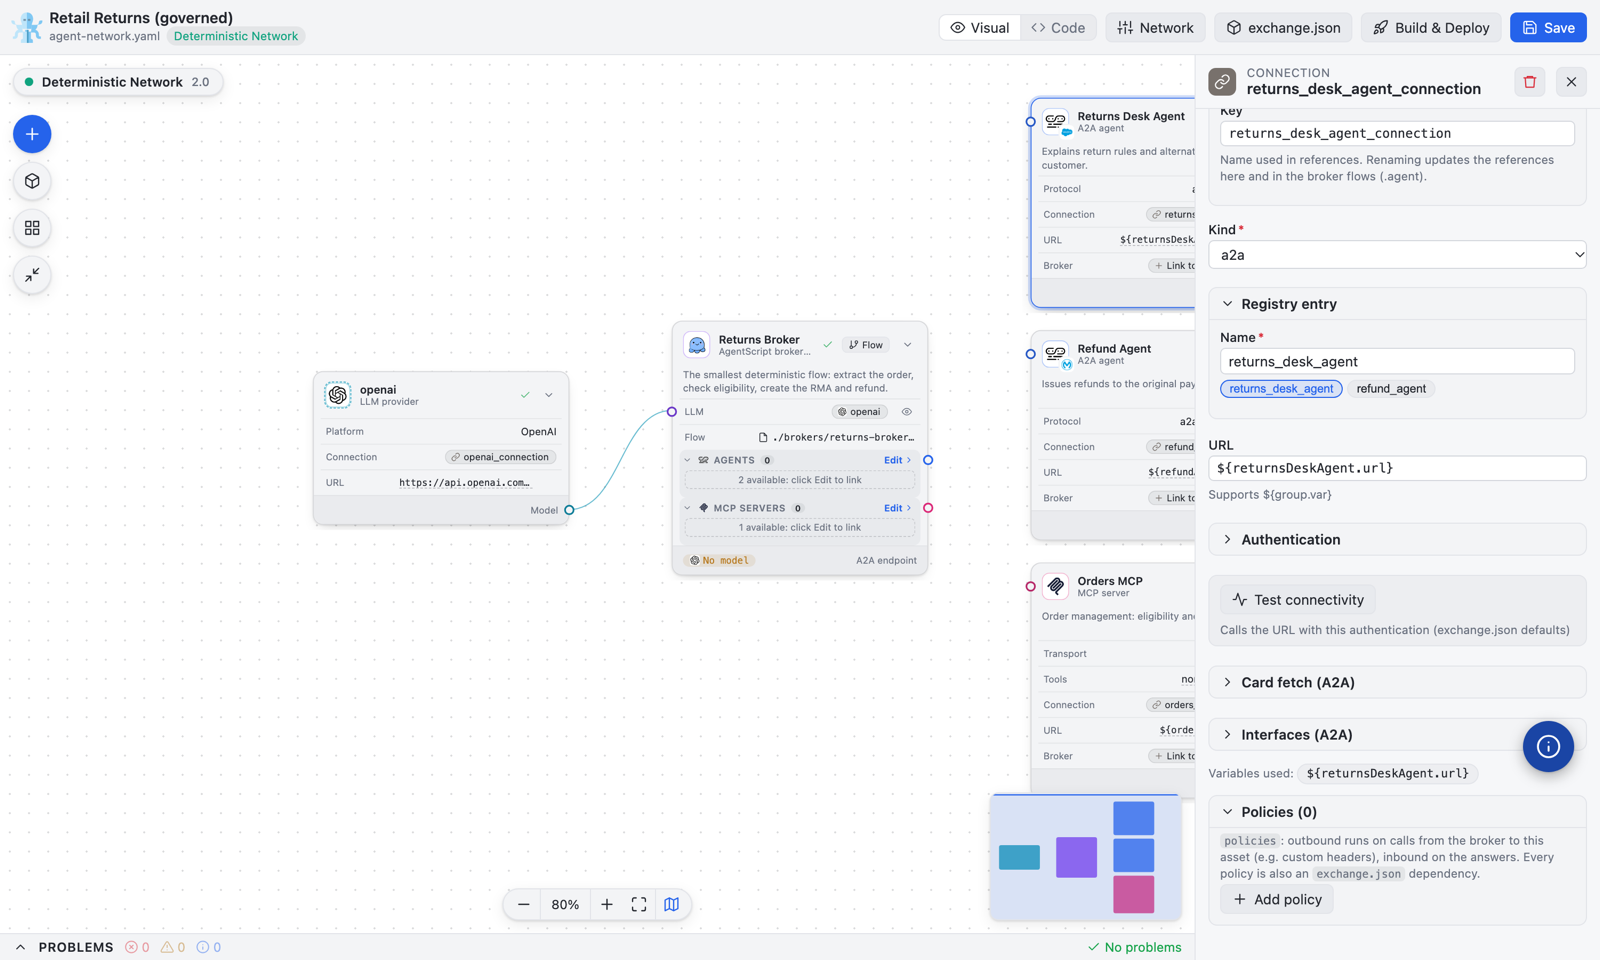 Retail Returns (governed)
agent-network.yaml Deterministic Network
Visual
Code
Network
exchange.json
Build & Deploy
Save
Deterministic Network 2.0
openai
LLM provider
Platform OpenAI
Connection openai_connection
URL https://api.openai.com…
Model
Returns Broker
AgentScript broker…
Flow
The smallest deterministic flow: extract the order,
check eligibility, create the RMA and refund.
LLM openai
Flow ./brokers/returns-broker…
AGENTS 0 Edit
2 available: click Edit to link
MCP SERVERS 0 Edit
1 available: click Edit to link
No model A2A endpoint
Returns Desk Agent
A2A agent
Explains return rules and alternat
customer.
Protocol a
Connection returns
URL ${returnsDesk
Broker + Link to
Refund Agent
A2A agent
Issues refunds to the original pay
Protocol a2a
Connection refund
URL ${refund
Broker + Link to
Orders MCP
MCP server
Order management: eligibility an
Transport
Tools no
Connection orders_
URL ${orde
Broker + Link to
80%
PROBLEMS 0 0 0
No problems
CONNECTION
returns_desk_agent_connection
Key
returns_desk_agent_connection
Name used in references. Renaming updates the references
here and in the broker flows (.agent).
Kind *
a2a
Registry entry
Name *
returns_desk_agent
returns_desk_agent refund_agent
URL
${returnsDeskAgent.url}
Supports ${group.var}
Authentication
Test connectivity
Calls the URL with this authentication (exchange.json defaults)
Card fetch (A2A)
Interfaces (A2A)
Variables used: ${returnsDeskAgent.url}
Policies (0)
policies: outbound runs on calls from the broker to this
asset (e.g. custom headers), inbound on the answers. Every
policy is also an exchange.json dependency.
+ Add policy